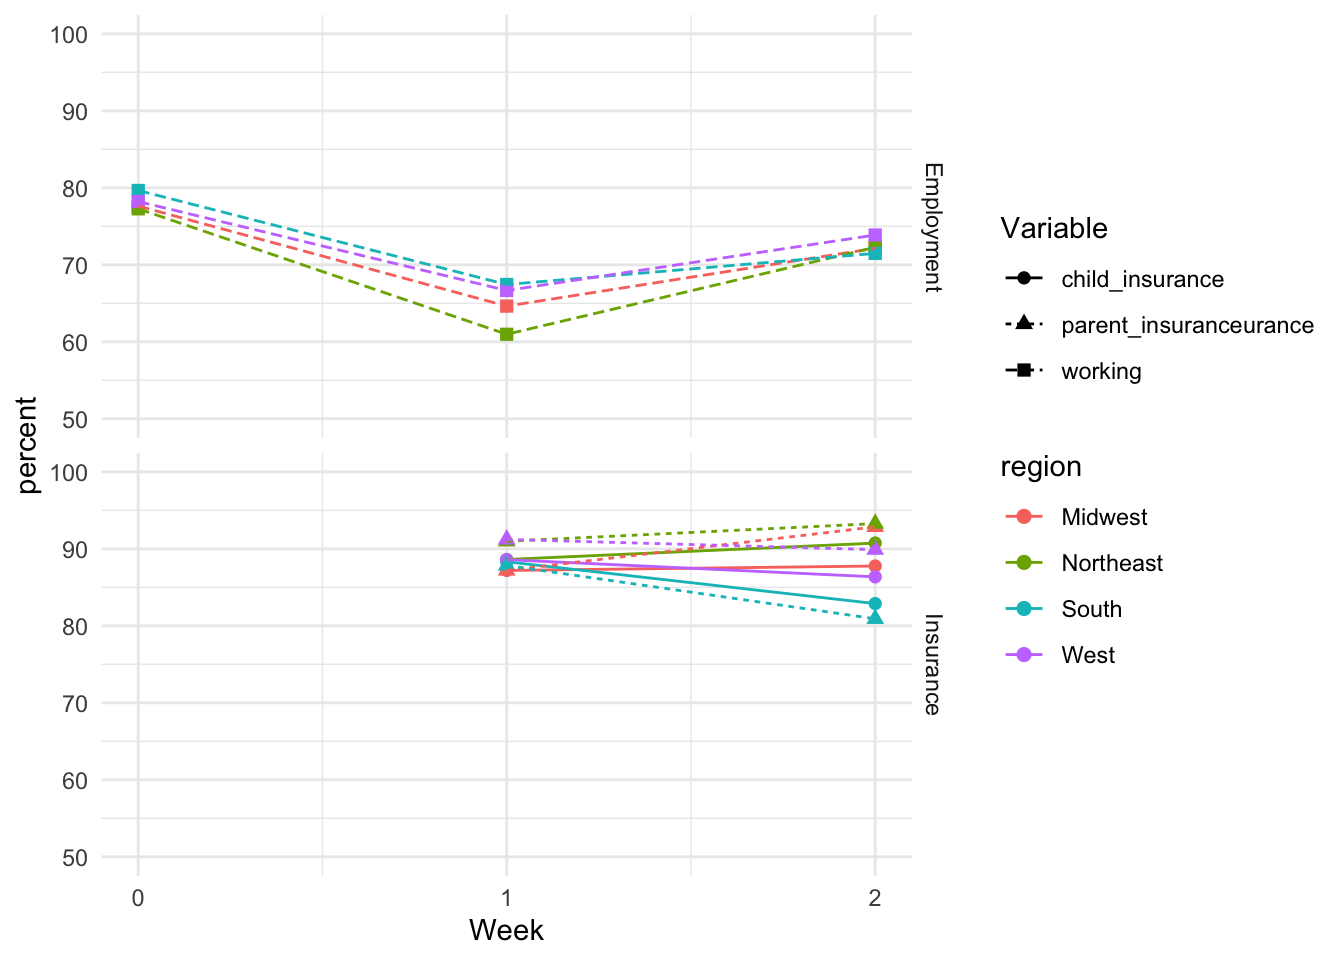 100
90
80
70
60
50
Employment
100
90
80
70
60
50
Insurance
percent
0
1
2
Week
Variable
child_insurance
parent_insuranceurance
working
region
Midwest
Northeast
South
West